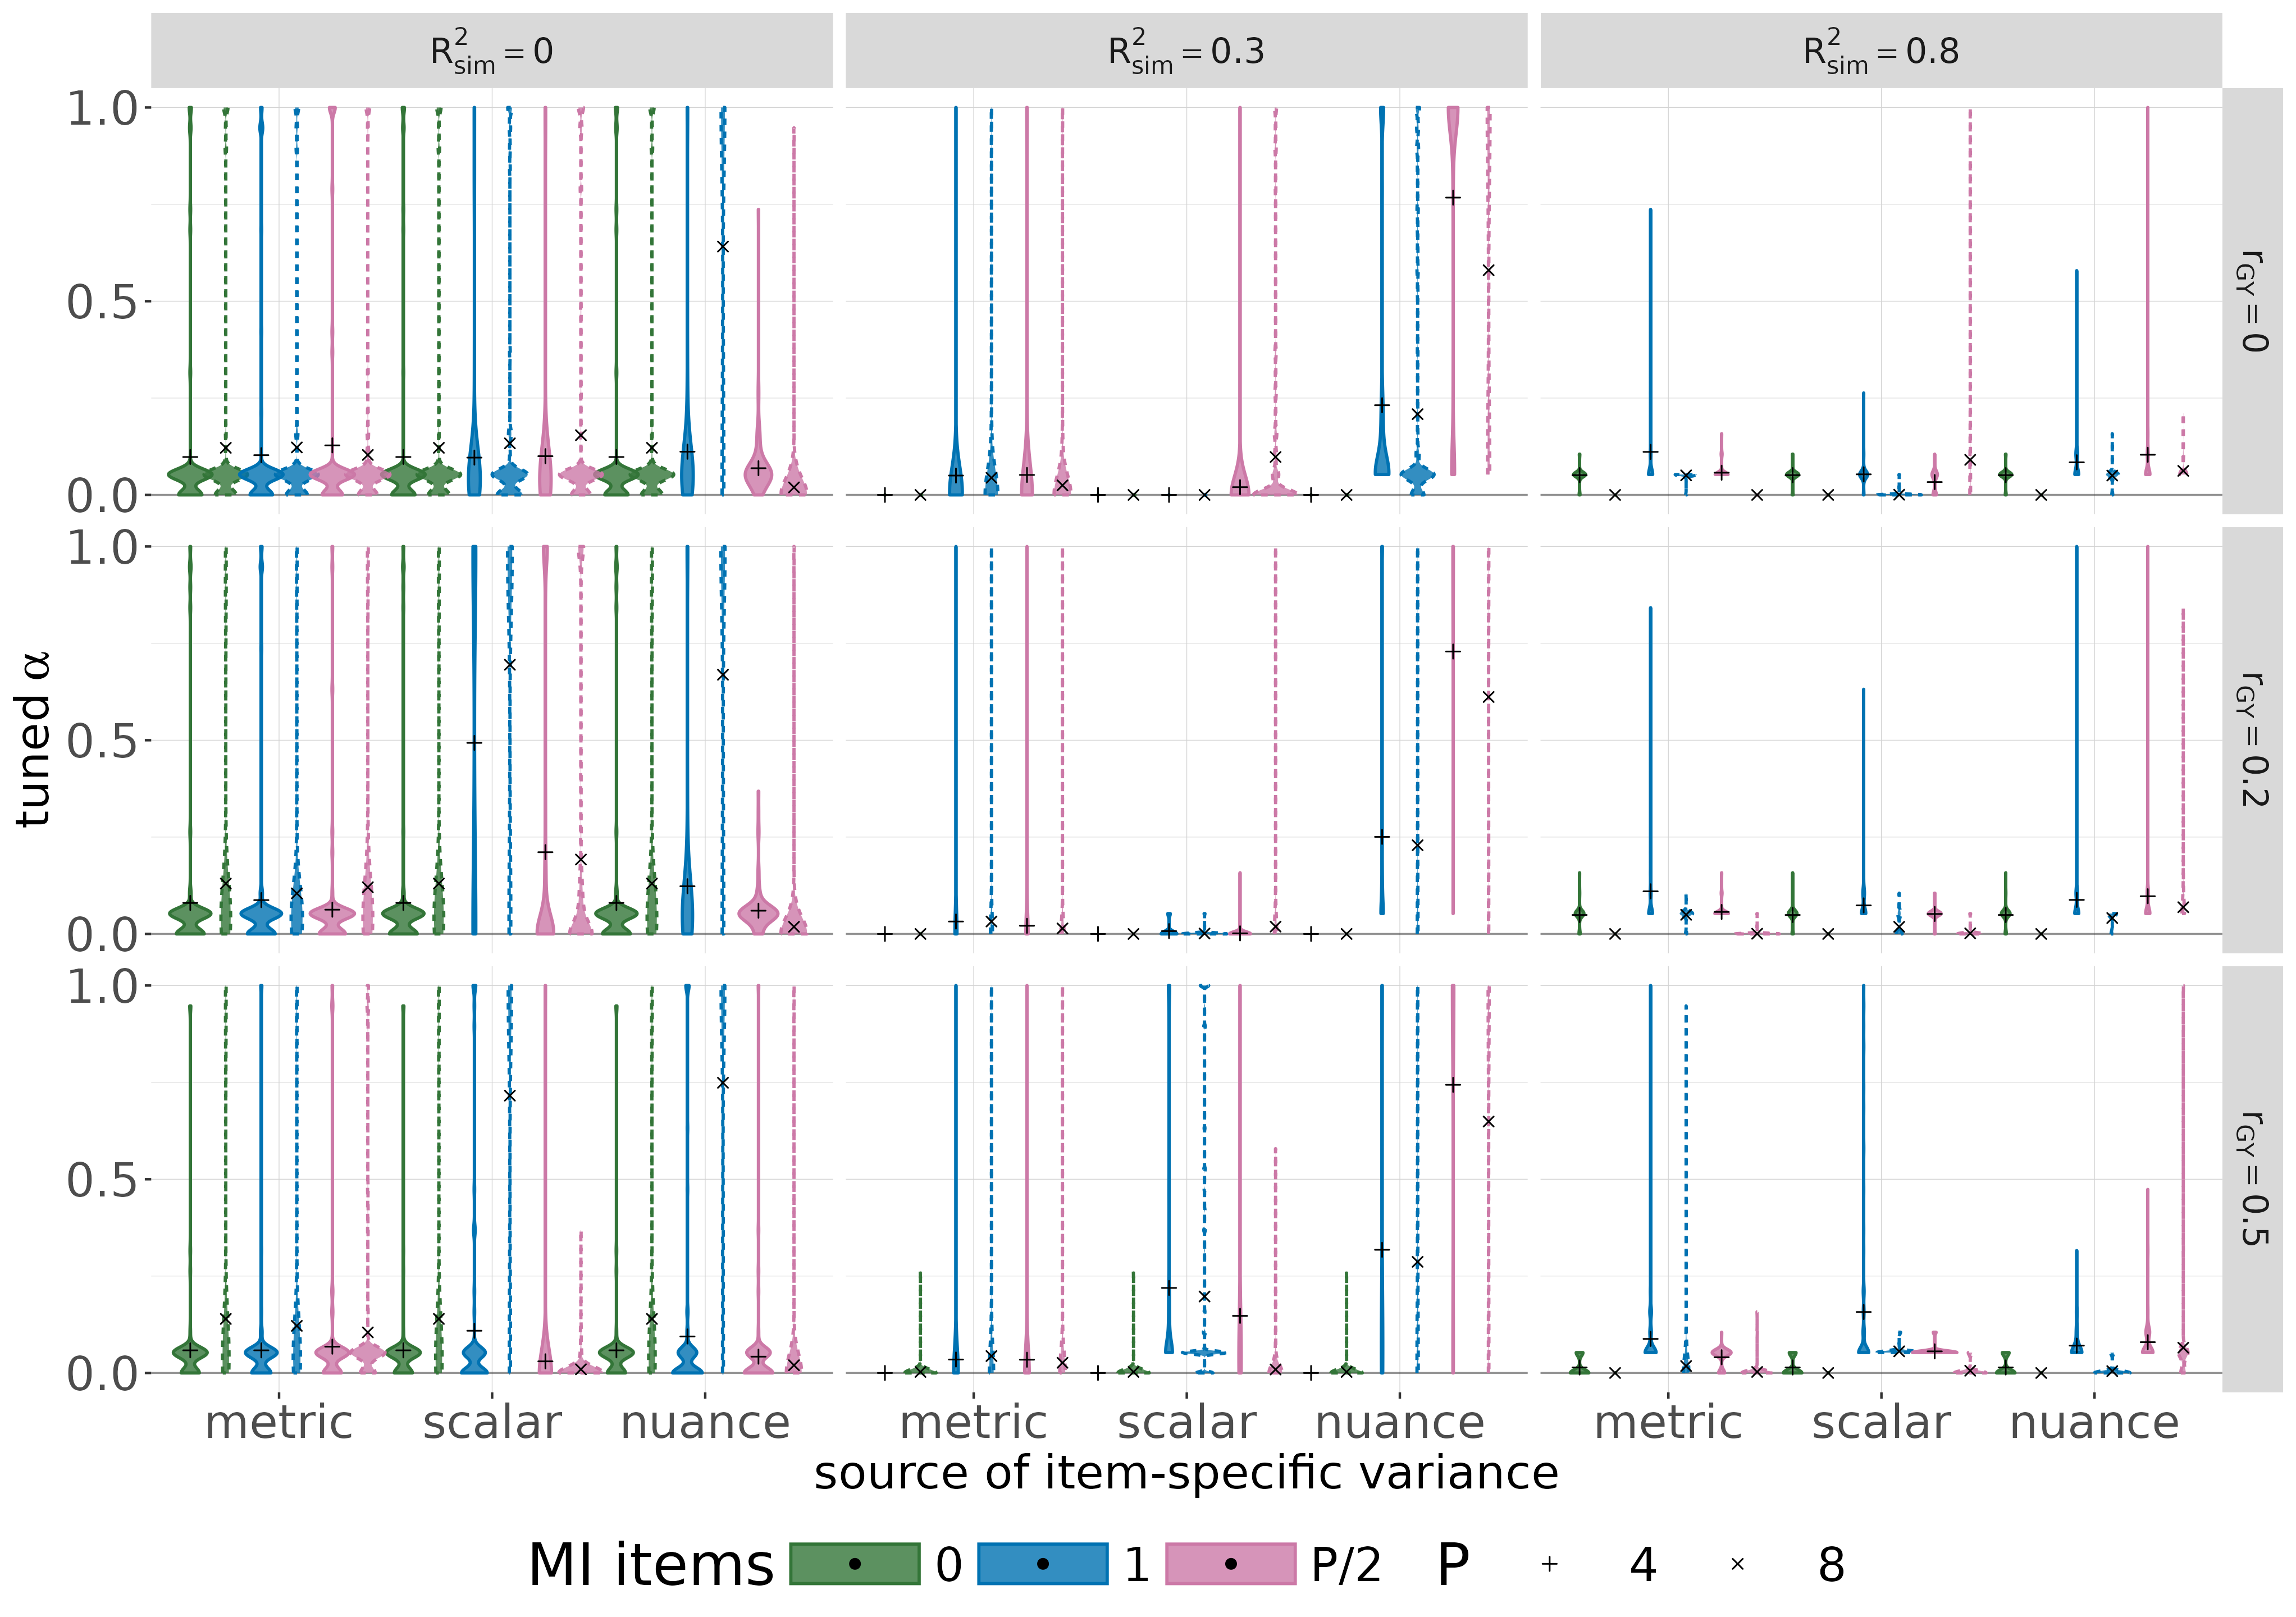 R²sim = 0 R²sim = 0.3 R²sim = 0.8
1.0
0.5
0.0
rGY = 0
1.0
0.5
0.0
rGY = 0.2
1.0
0.5
0.0
rGY = 0.5
tuned α
metric scalar nuance metric scalar nuance metric scalar nuance
source of item-specific variance
MI items 0 1 P/2 P 4 8